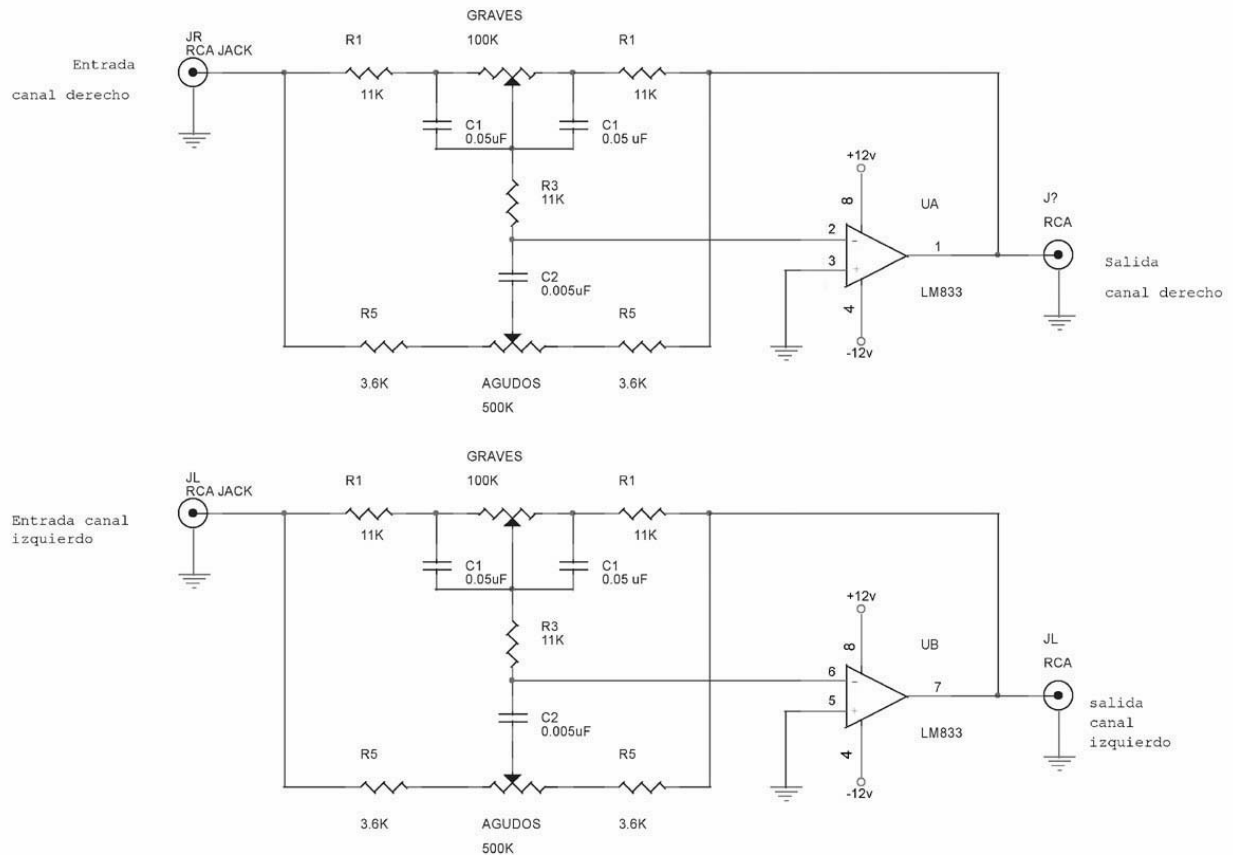 GRAVES
100K
JR
RCA JACK
R1
R1
Entrada
canal derecho
11K
11K
C1
0.05uF
C1
0.05 uF
R3
11K
+12v
8
UA
J?
RCA
2
-
3
+
1
C2
0.005uF
4
LM833
Salida
canal derecho
R5
R5
-12v
3.6K
AGUDOS
3.6K
500K
GRAVES
100K
JL
RCA JACK
R1
R1
Entrada canal
izquierdo
11K
11K
C1
0.05uF
C1
0.05 uF
R3
11K
+12v
8
UB
JL
RCA
6
-
5
+
7
C2
0.005uF
4
LM833
salida
canal
izquierdo
R5
R5
-12v
3.6K
AGUDOS
3.6K
500K